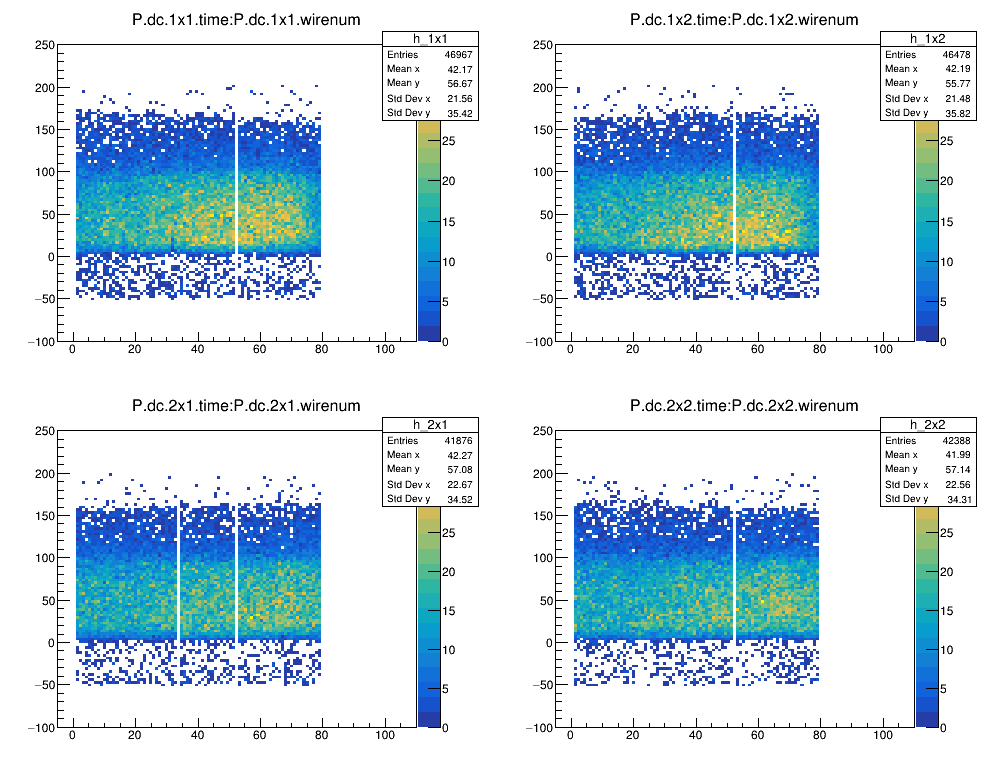 P.dc.1x1.time:P.dc.1x1.wirenum
h_1x1
Entries 46967
Mean x 42.17
Mean y 56.67
Std Dev x 21.56
Std Dev y 35.42
250
200
150
100
50
0
−50
−100
0 20 40 60 80 100
25
20
15
10
5
0
P.dc.1x2.time:P.dc.1x2.wirenum
h_1x2
Entries 46478
Mean x 42.19
Mean y 55.77
Std Dev x 21.48
Std Dev y 35.82
250
200
150
100
50
0
−50
−100
0 20 40 60 80 100
25
20
15
10
5
0
P.dc.2x1.time:P.dc.2x1.wirenum
h_2x1
Entries 41876
Mean x 42.27
Mean y 57.08
Std Dev x 22.67
Std Dev y 34.52
250
200
150
100
50
0
−50
−100
0 20 40 60 80 100
25
20
15
10
5
0
P.dc.2x2.time:P.dc.2x2.wirenum
h_2x2
Entries 42388
Mean x 41.99
Mean y 57.14
Std Dev x 22.56
Std Dev y 34.31
250
200
150
100
50
0
−50
−100
0 20 40 60 80 100
25
20
15
10
5
0